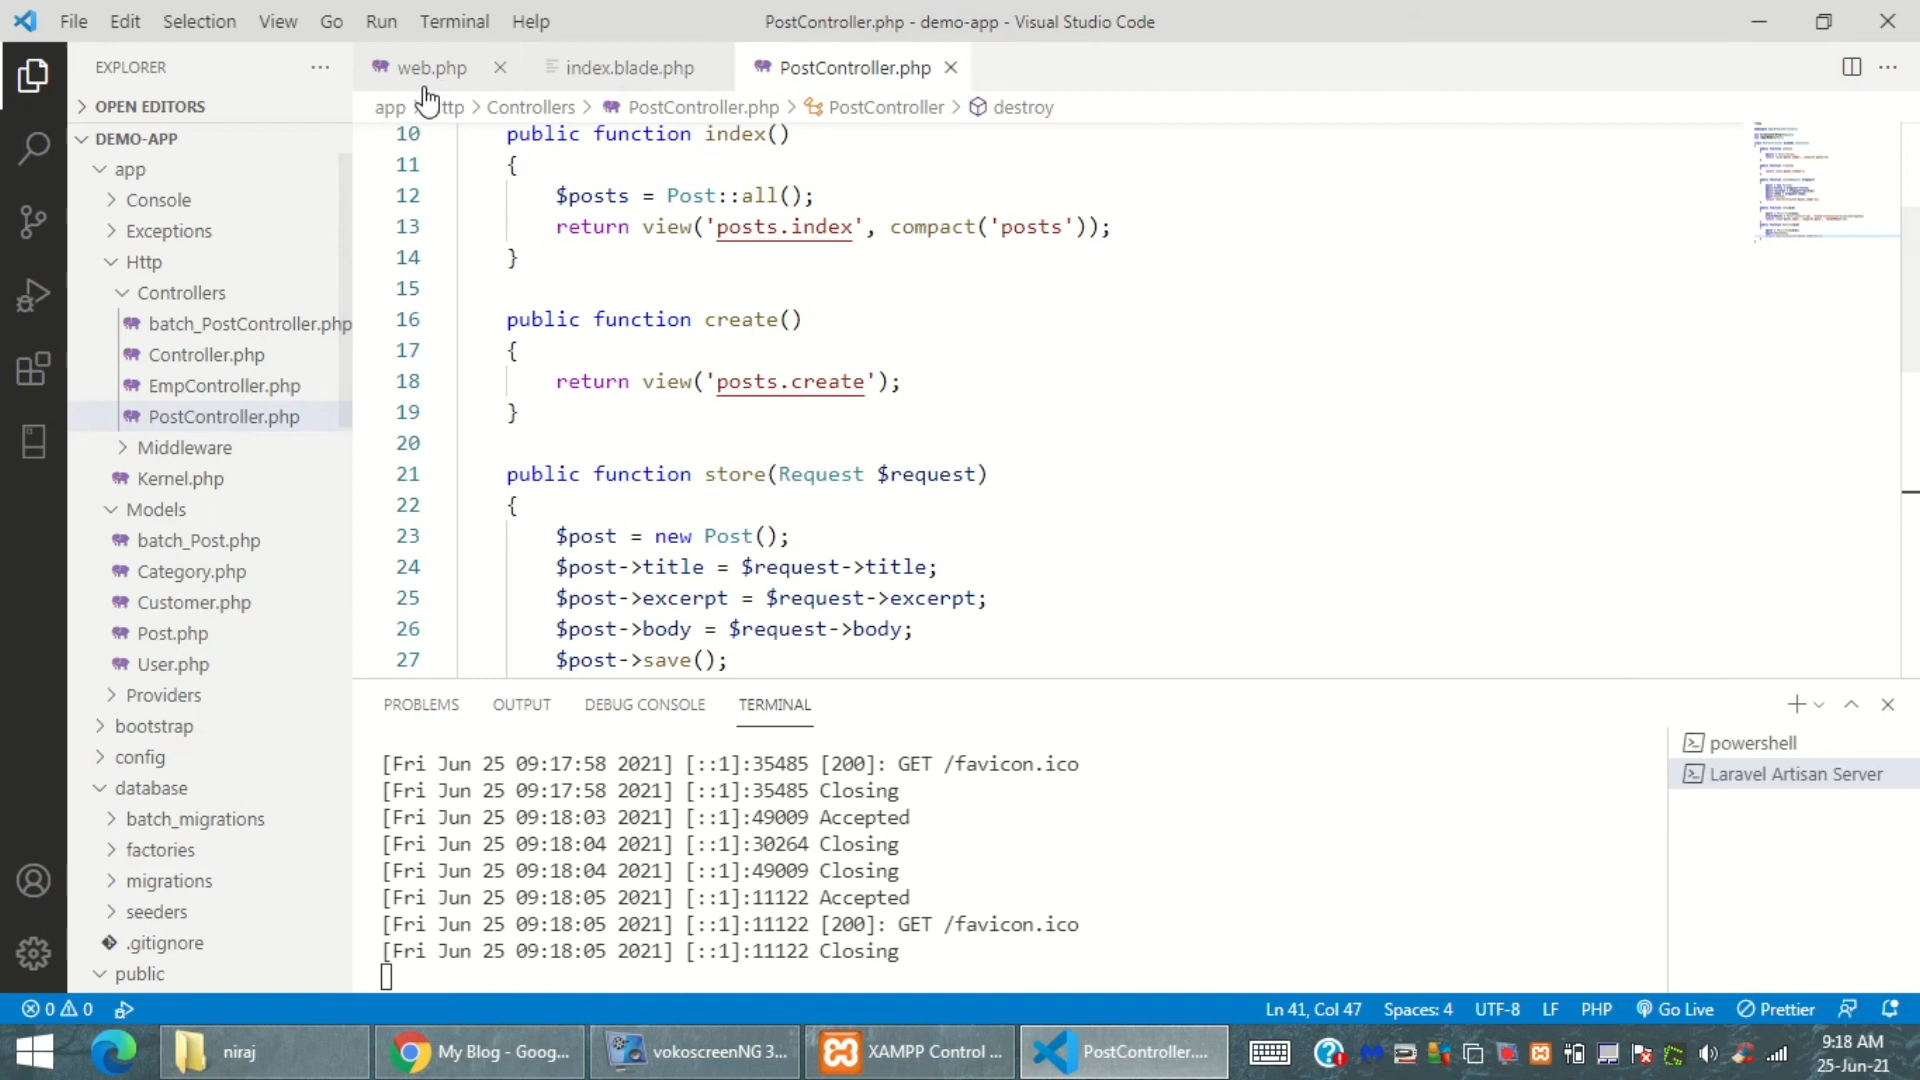 File Edit Selection View Go Run Terminal Help
PostController.php - demo-app - Visual Studio Code
EXPLORER
web.php
index.blade.php
PostController.php
OPEN EDITORS
app
ttp > Controllers > PostController.php > PostController > destroy
DEMO-APP
app
Console
Exceptions
Http
Controllers
batch_PostController.php
Controller.php
EmpController.php
PostController.php
Middleware
Kernel.php
Models
batch_Post.php
Category.php
Customer.php
Post.php
User.php
Providers
bootstrap
config
database
batch_migrations
factories
migrations
seeders
.gitignore
public
10 public function index()
11 {
12 $posts = Post::all();
13 return view('posts.index', compact('posts'));
14 }
15
16 public function create()
17 {
18 return view('posts.create');
19 }
20
21 public function store(Request $request)
22 {
23 $post = new Post();
24 $post->title = $request->title;
25 $post->excerpt = $request->excerpt;
26 $post->body = $request->body;
27 $post->save();
PROBLEMS OUTPUT DEBUG CONSOLE TERMINAL
[Fri Jun 25 09:17:58 2021] [::1]:35485 [200]: GET /favicon.ico
[Fri Jun 25 09:17:58 2021] [::1]:35485 Closing
[Fri Jun 25 09:18:03 2021] [::1]:49009 Accepted
[Fri Jun 25 09:18:04 2021] [::1]:30264 Closing
[Fri Jun 25 09:18:04 2021] [::1]:49009 Closing
[Fri Jun 25 09:18:05 2021] [::1]:11122 Accepted
[Fri Jun 25 09:18:05 2021] [::1]:11122 [200]: GET /favicon.ico
[Fri Jun 25 09:18:05 2021] [::1]:11122 Closing
powershell
Laravel Artisan Server
0 0
Ln 41, Col 47 Spaces: 4 UTF-8 LF PHP Go Live Prettier
niraj
My Blog - Goog...
vokoscreenNG 3...
XAMPP Control ...
PostController....
9:18 AM
25-Jun-21